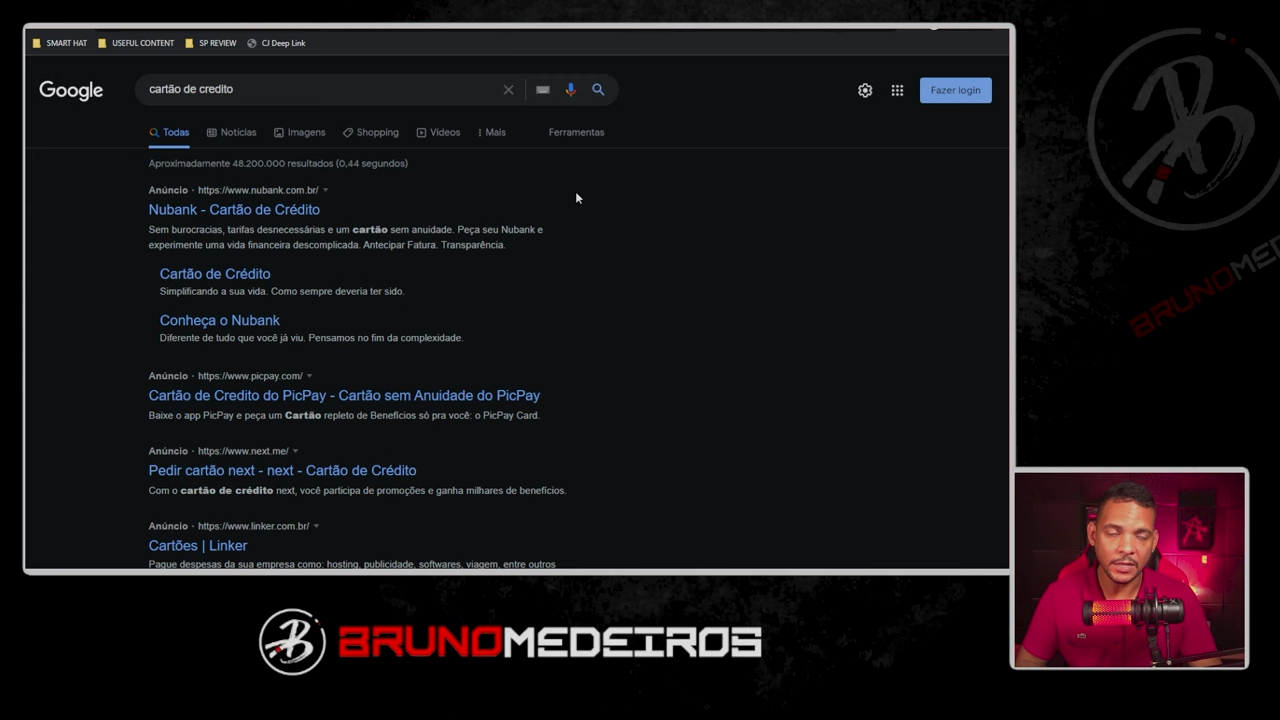 SMART HAT USEFUL CONTENT SP REVIEW CJ Deep Link
Google cartão de credito Fazer login
Todas Notícias Imagens Shopping Vídeos Mais Ferramentas
Aproximadamente 48.200.000 resultados (0,44 segundos)
Anúncio · https://www.nubank.com.br/
Nubank - Cartão de Crédito
Sem burocracias, tarifas desnecessárias e um cartão sem anuidade. Peça seu Nubank e
experimente uma vida financeira descomplicada. Antecipar Fatura. Transparência.
Cartão de Crédito
Simplificando a sua vida. Como sempre deveria ter sido.
Conheça o Nubank
Diferente de tudo que você já viu. Pensamos no fim da complexidade.
Anúncio · https://www.picpay.com/
Cartão de Credito do PicPay - Cartão sem Anuidade do PicPay
Baixe o app PicPay e peça um Cartão repleto de Benefícios só pra você: o PicPay Card.
Anúncio · https://www.next.me/
Pedir cartão next - next - Cartão de Crédito
Com o cartão de crédito next, você participa de promoções e ganha milhares de benefícios.
Anúncio · https://www.linker.com.br/
Cartões | Linker
Pague despesas da sua empresa como: hosting, publicidade, softwares, viagem, entre outros
BRUNOMEDEIROS
BRUNOMEDE